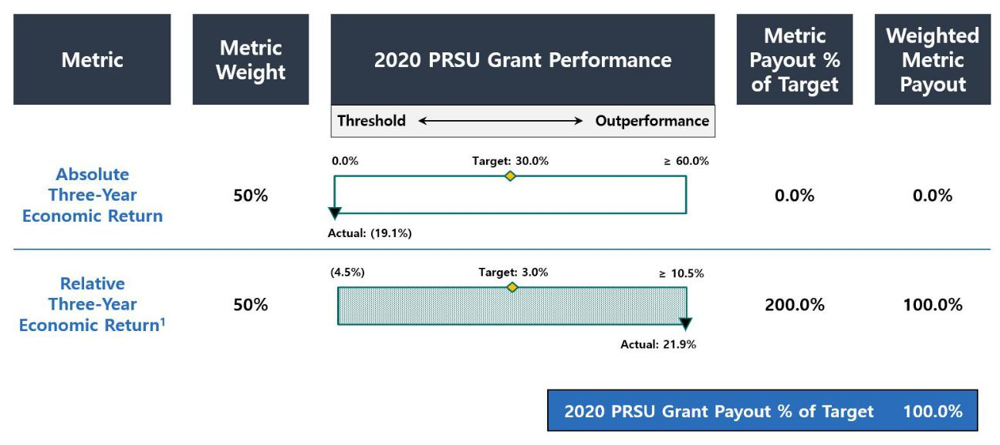 Metric
Metric
Weight
2020 PRSU Grant Performance
Metric
Payout %
of Target
Weighted
Metric
Payout
Threshold
Outperformance
Absolute
Three-Year
Economic Return
50%
0.0%
Target: 30.0%
≥ 60.0%
Actual: (19.1%)
0.0%
0.0%
Relative
Three-Year
Economic Return¹
50%
(4.5%)
Target: 3.0%
≥ 10.5%
Actual: 21.9%
200.0%
100.0%
2020 PRSU Grant Payout % of Target 100.0%